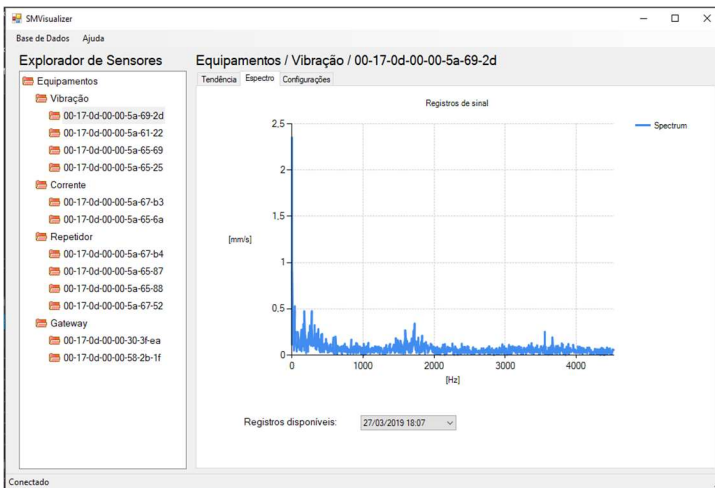 SMVisualizer
Base de Dados Ajuda
Explorador de Sensores
Equipamentos
Vibração
00-17-0d-00-00-5a-69-2d
00-17-0d-00-00-5a-61-22
00-17-0d-00-00-5a-65-69
00-17-0d-00-00-5a-65-25
Corrente
00-17-0d-00-00-5a-67-b3
00-17-0d-00-00-5a-65-6a
Repetidor
00-17-0d-00-00-5a-67-b4
00-17-0d-00-00-5a-65-87
00-17-0d-00-00-5a-65-88
00-17-0d-00-00-5a-67-52
Gateway
00-17-0d-00-00-30-3f-ea
00-17-0d-00-00-58-2b-1f
Equipamentos / Vibração / 00-17-0d-00-00-5a-69-2d
Tendência Espectro Configurações
Registros de sinal
Spectrum
2,5
2
1,5
[mm/s]
1
0,5
0
0 1000 2000 3000 4000
[Hz]
Registros disponíveis: 27/03/2019 18:07
Conectado